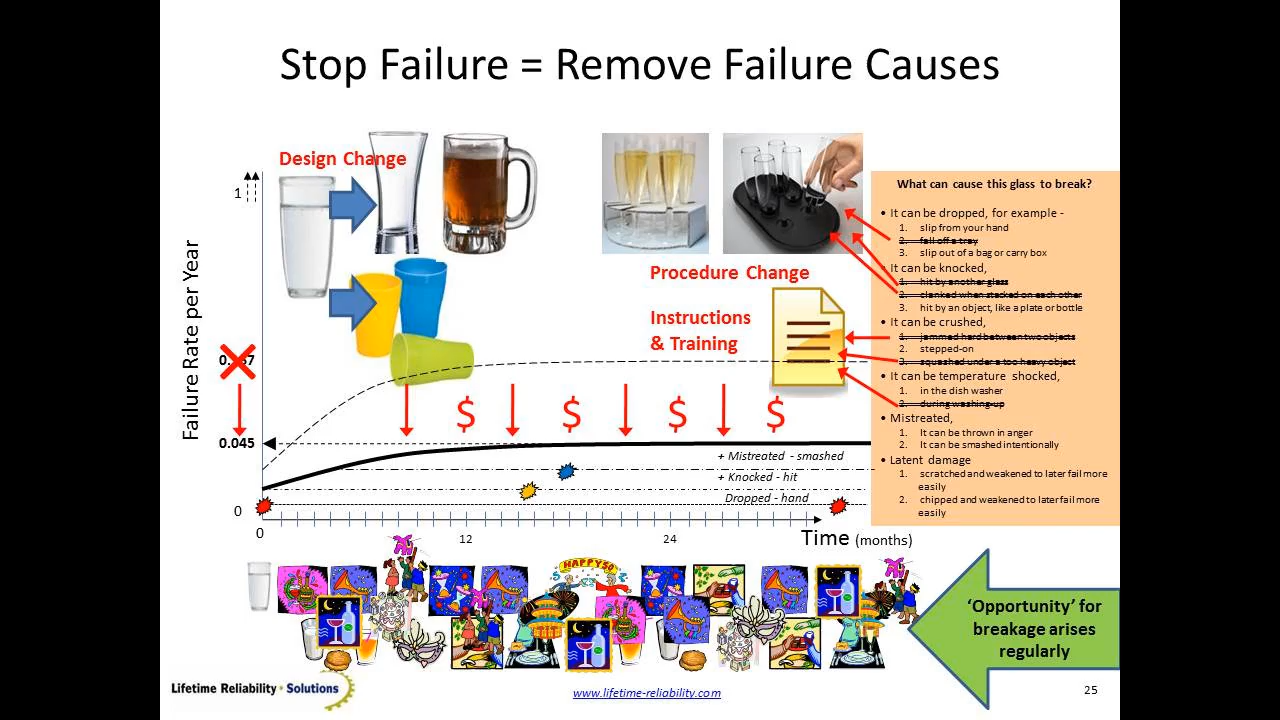 Stop Failure = Remove Failure Causes
Design Change
Procedure Change
Instructions
& Training
Failure Rate per Year
1
0.045
0
0
12
24
Time (months)
$ $ $ $
+ Mistreated - smashed
+ Knocked - hit
Dropped - hand
What can cause this glass to break?
• It can be dropped, for example -
1. slip from your hand
2. fall off a tray
3. slip out of a bag or carry box
• It can be knocked,
1. hit by another glass
2. clanked when stacked on each other
3. hit by an object, like a plate or bottle
• It can be crushed,
1. jammed hard between two objects
2. stepped-on
3. squashed under a too heavy object
• It can be temperature shocked,
1. in the dish washer
2. during washing-up
• Mistreated,
1. It can be thrown in anger
2. It can be smashed intentionally
• Latent damage
1. scratched and weakened to later fail more
easily
2. chipped and weakened to later fail more
easily
HAPPY50
'Opportunity' for
breakage arises
regularly
Lifetime Reliability • Solutions
www.lifetime-reliability.com
25